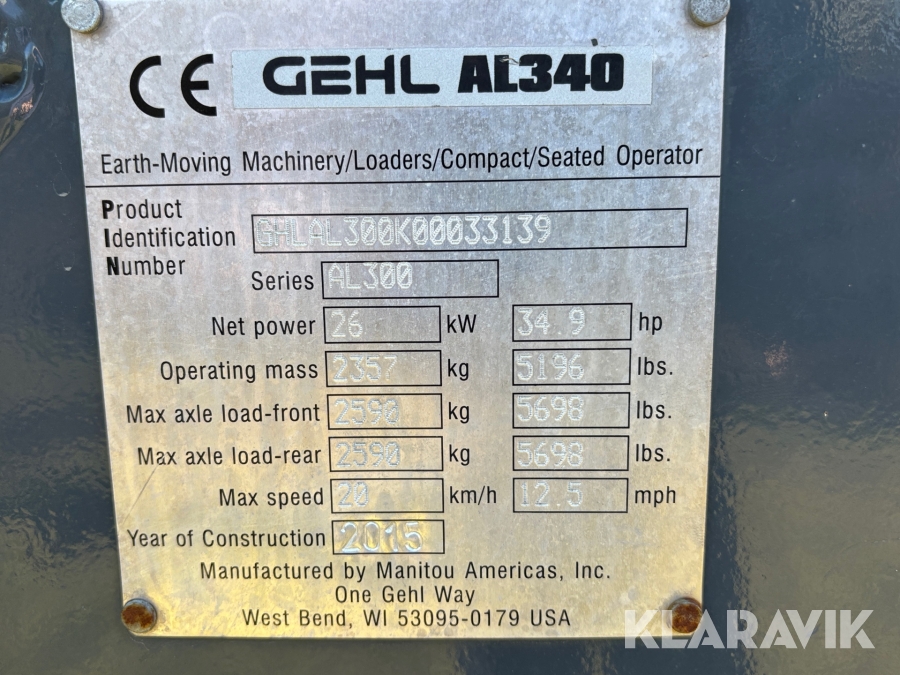 CE GEHL AL340
Earth-Moving Machinery/Loaders/Compact/Seated Operator
Product
Identification GHLAL300K00033139
Number
Series AL300
Net power 26 kW 34.9 hp
Operating mass 2357 kg 5196 lbs.
Max axle load-front 2590 kg 5698 lbs.
Max axle load-rear 2590 kg 5698 lbs.
Max speed 20 km/h 12.5 mph
Year of Construction 2015
Manufactured by Manitou Americas, Inc.
One Gehl Way
West Bend, WI 53095-0179 USA
KLARAVIK